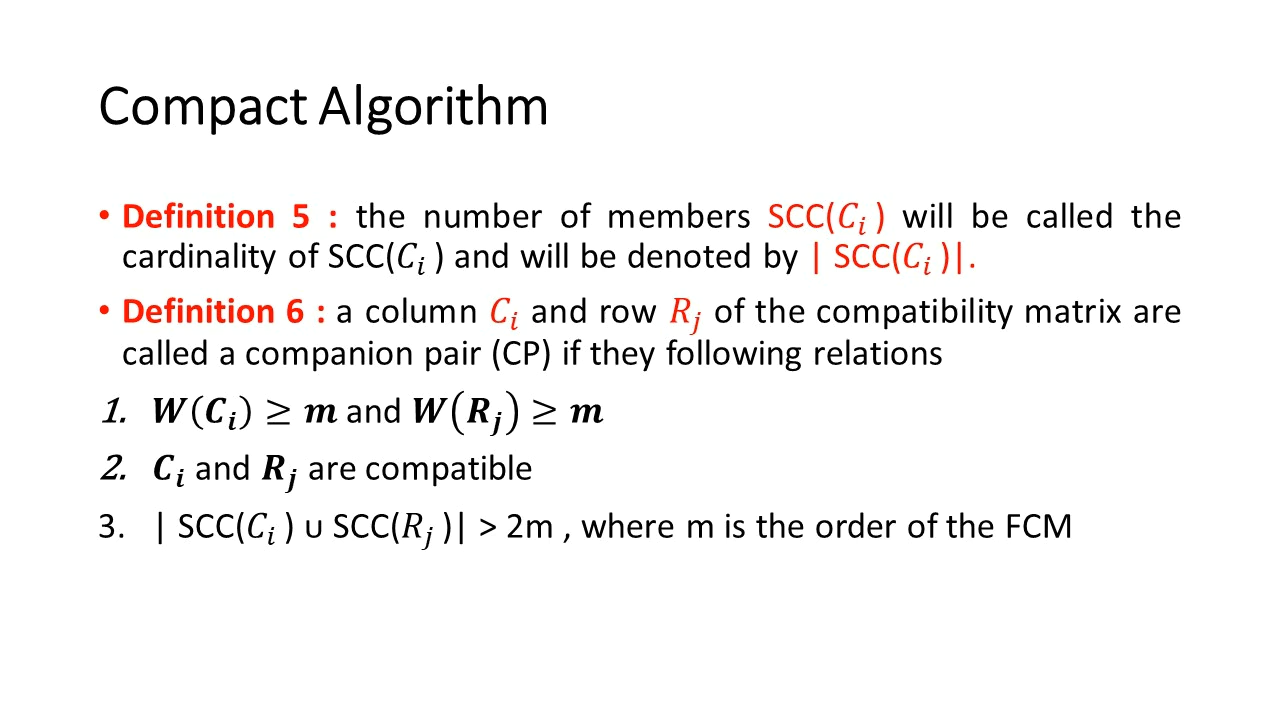 Compact Algorithm
• Definition 5 : the number of members SCC(𝐶𝑖 ) will be called the
cardinality of SCC(𝐶𝑖 ) and will be denoted by | SCC(𝐶𝑖 )|.
• Definition 6 : a column 𝐶𝑖 and row 𝑅𝑗 of the compatibility matrix are
called a companion pair (CP) if they following relations
1. 𝑾(𝑪𝒊) ≥ 𝒎 and 𝑾(𝑹𝒋) ≥ 𝒎
2. 𝑪𝒊 and 𝑹𝒋 are compatible
3. | SCC(𝐶𝑖 ) ∪ SCC(𝑅𝑗 )| > 2m , where m is the order of the FCM